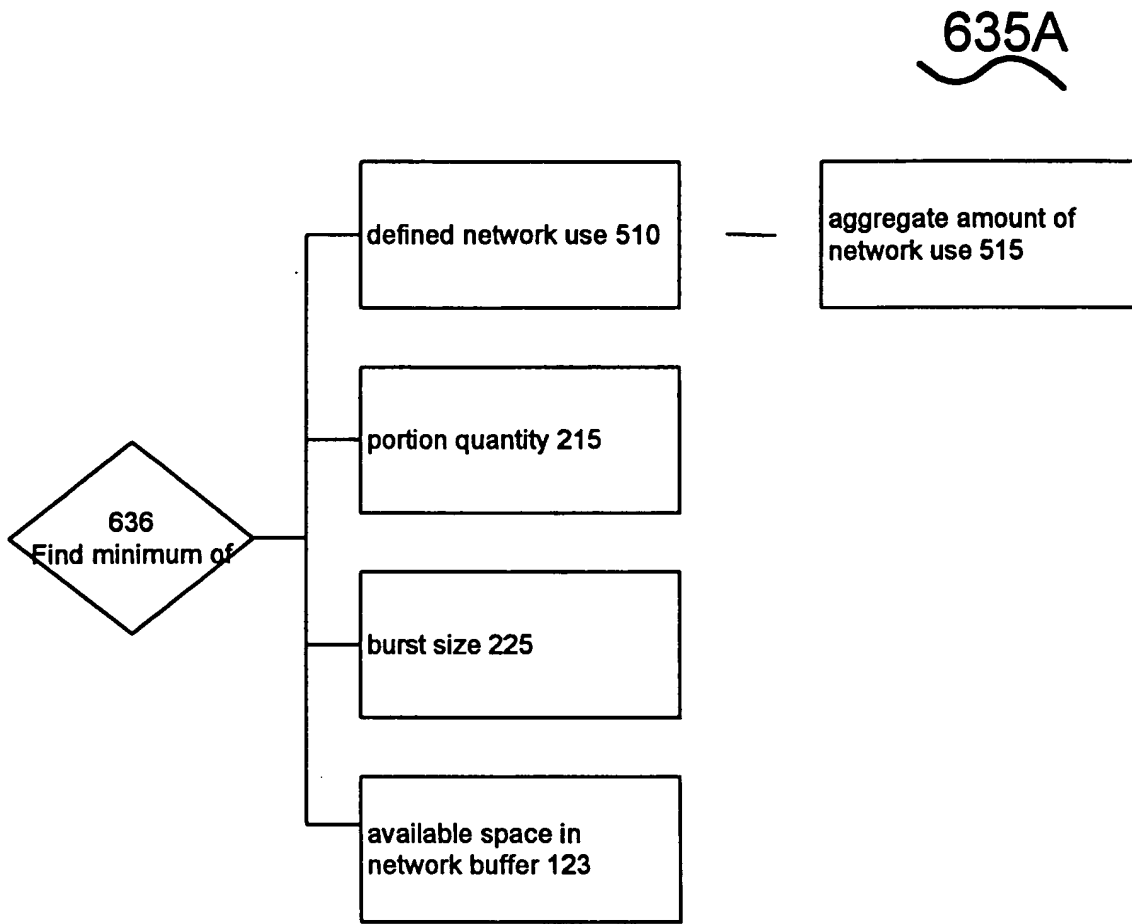 635A
defined network use 510
aggregate amount of
network use 515
portion quantity 215
636
Find minimum of
burst size 225
available space in
network buffer 123